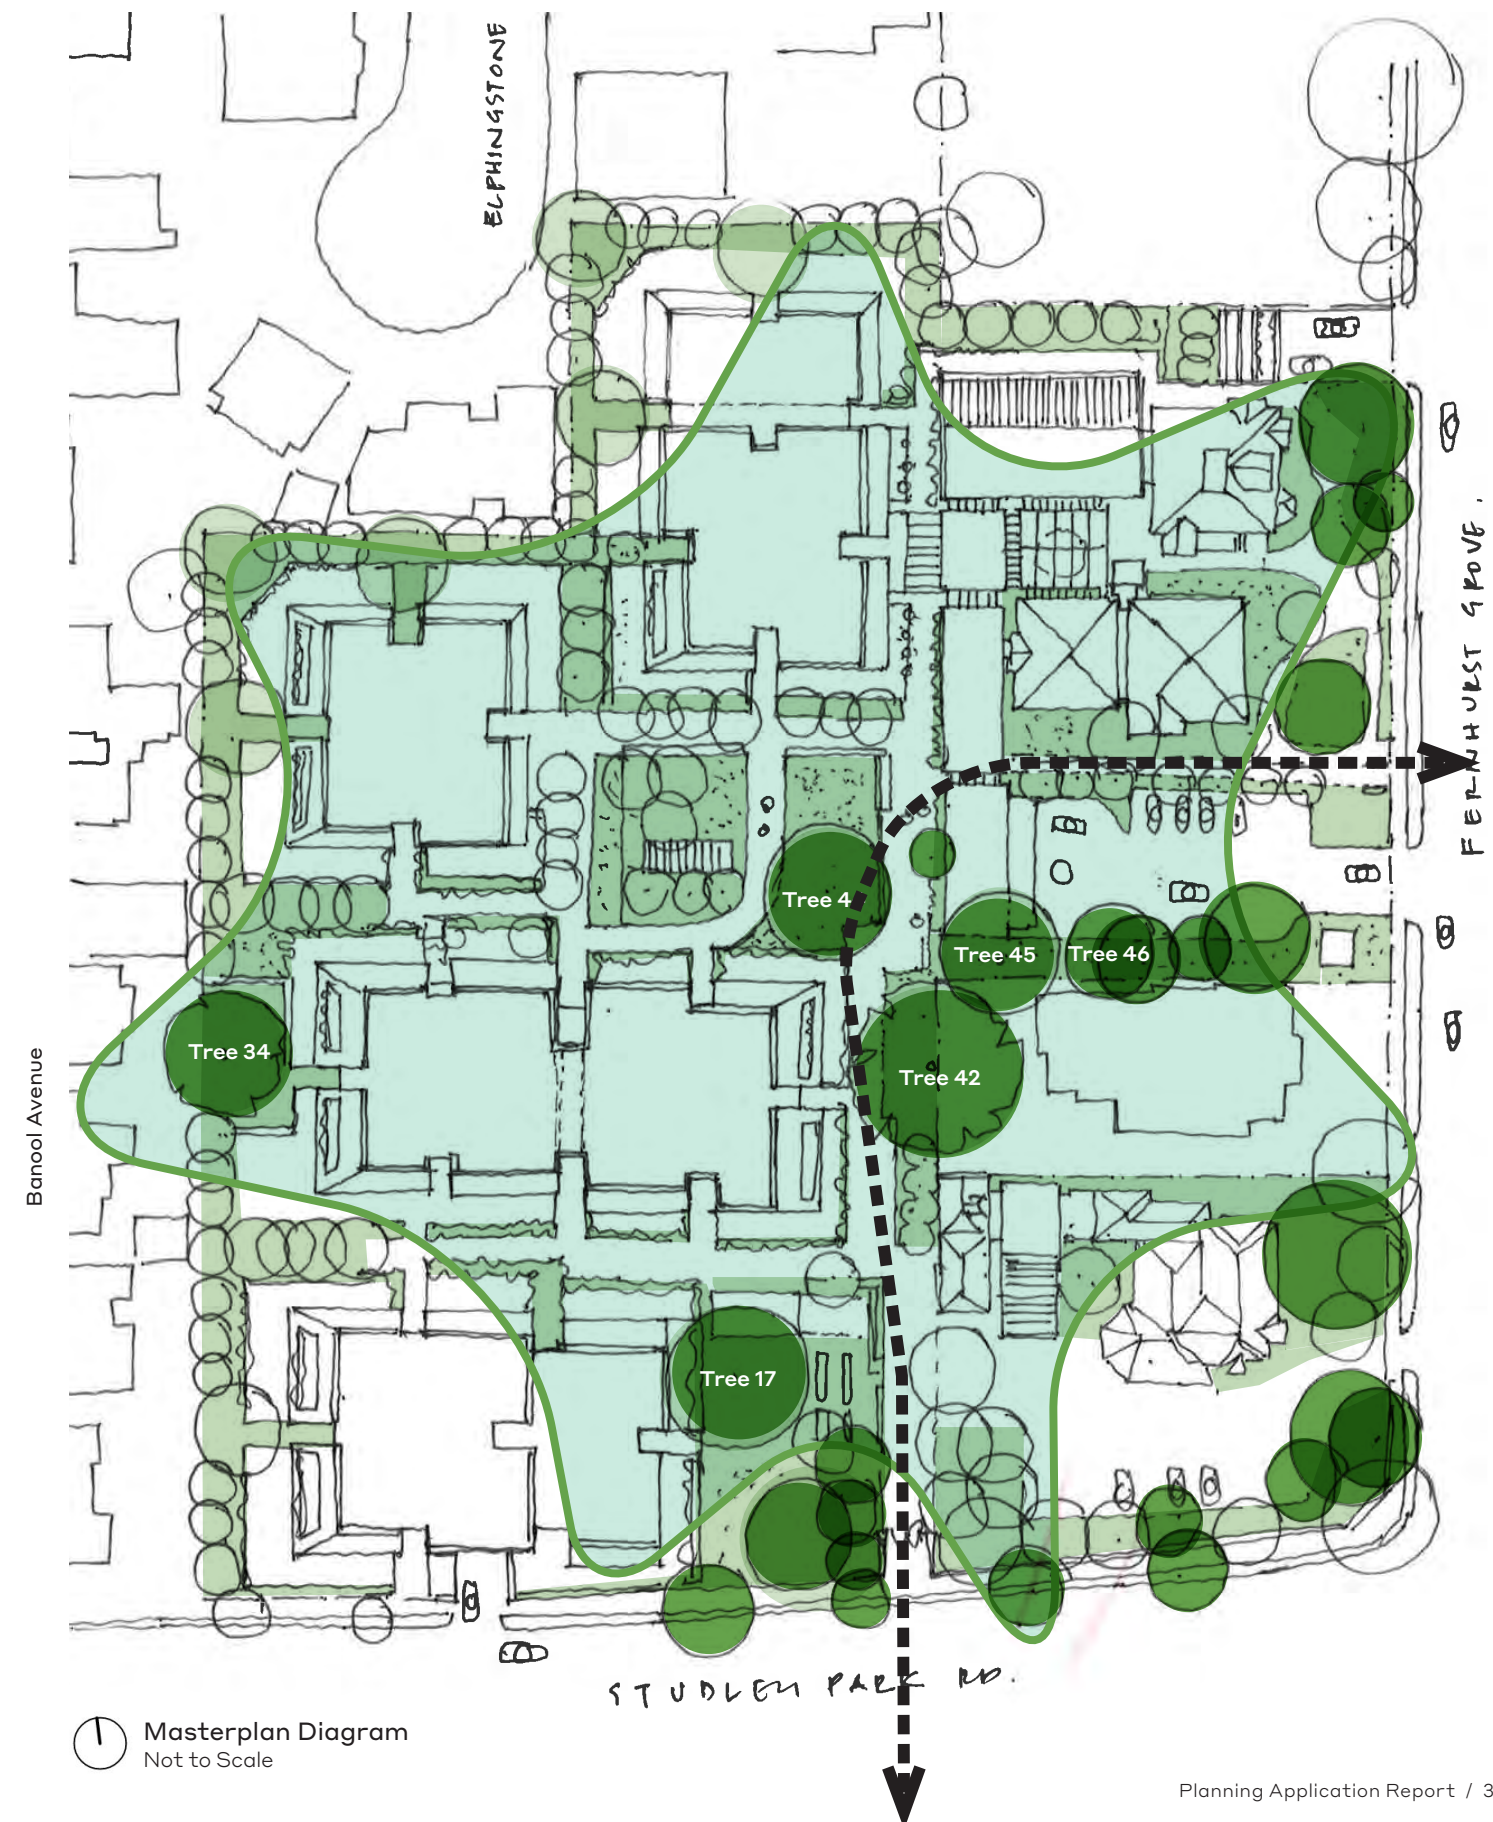 ELPHINGSTONE
FERNHURST GROVE.
Tree 4
Tree 45
Tree 46
Tree 34
Tree 42
Banool Avenue
Tree 17
STUDLEY PARK RD.
Masterplan Diagram
Not to Scale
Planning Application Report / 3